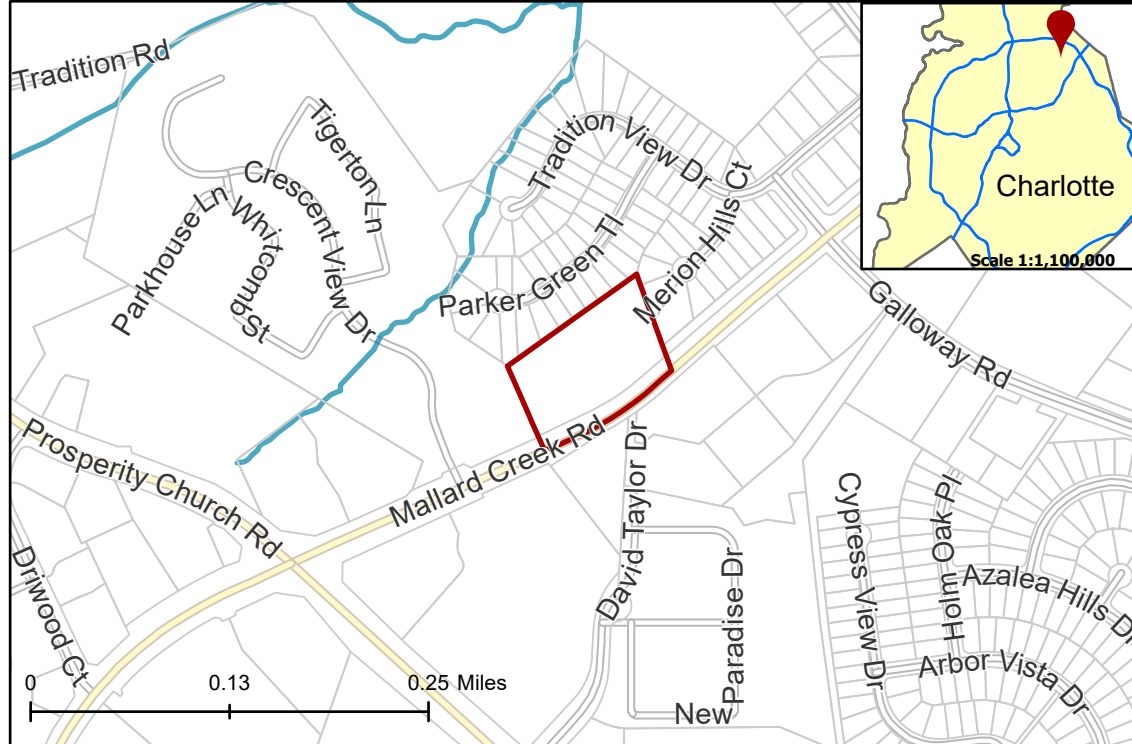 Tradition Rd
Tigerton Ln
Tradition View Dr
Charlotte
Scale 1:1,100,000
Crescent View Dr
Parkhouse Ln
Whitcomb St
Merion Hills Ct
Parker Green Tl
Galloway Rd
Prosperity Church Rd
Mallard Creek Rd
David Taylor Dr
Driwood Ct
Cypress View Dr
Holm Oak Pl
Azalea Hills Dr
Arbor Vista Dr
New Paradise Dr
0 0.13 0.25 Miles